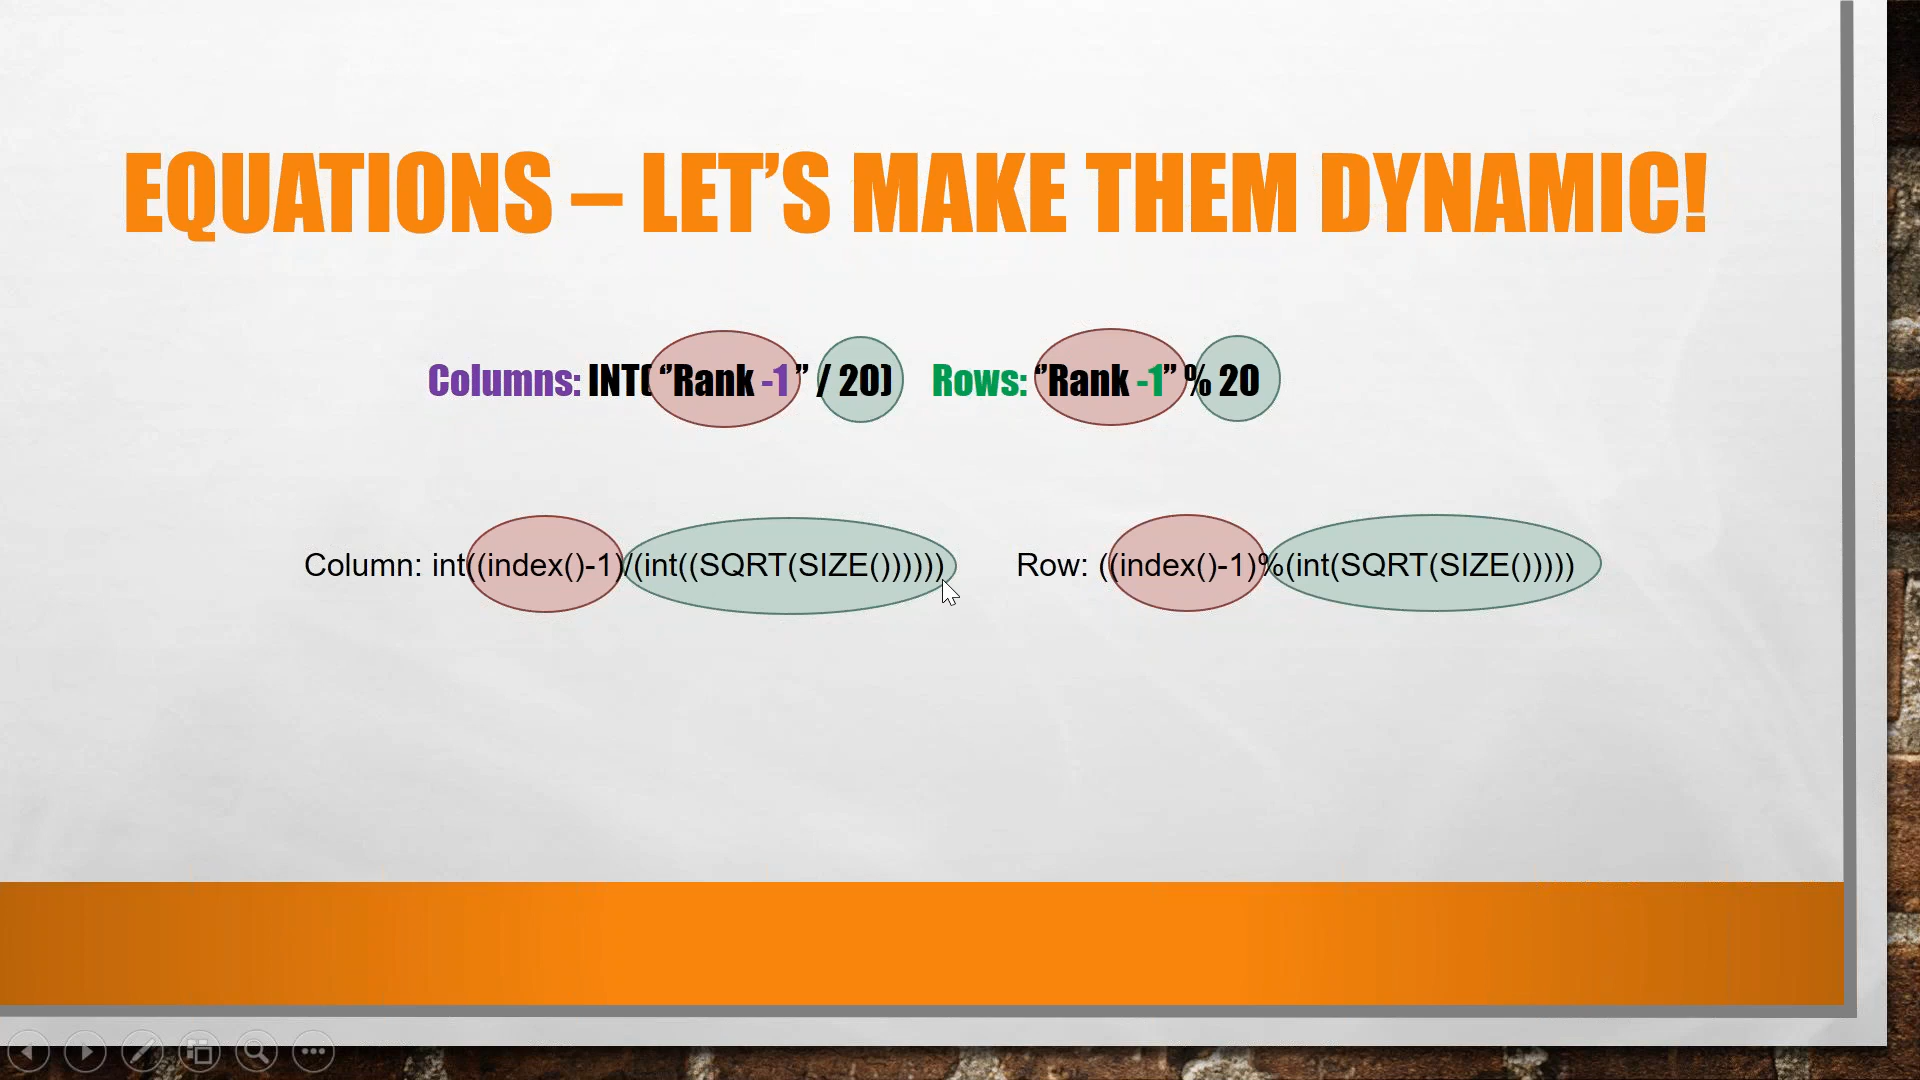 EQUATIONS – LET’S MAKE THEM DYNAMIC!
Columns: INT( “Rank -1 ” / 20) Rows: “Rank -1” % 20
Column: int((index()-1)/(int((SQRT(SIZE()))))) Row: ((index()-1)%(int(SQRT(SIZE()))))